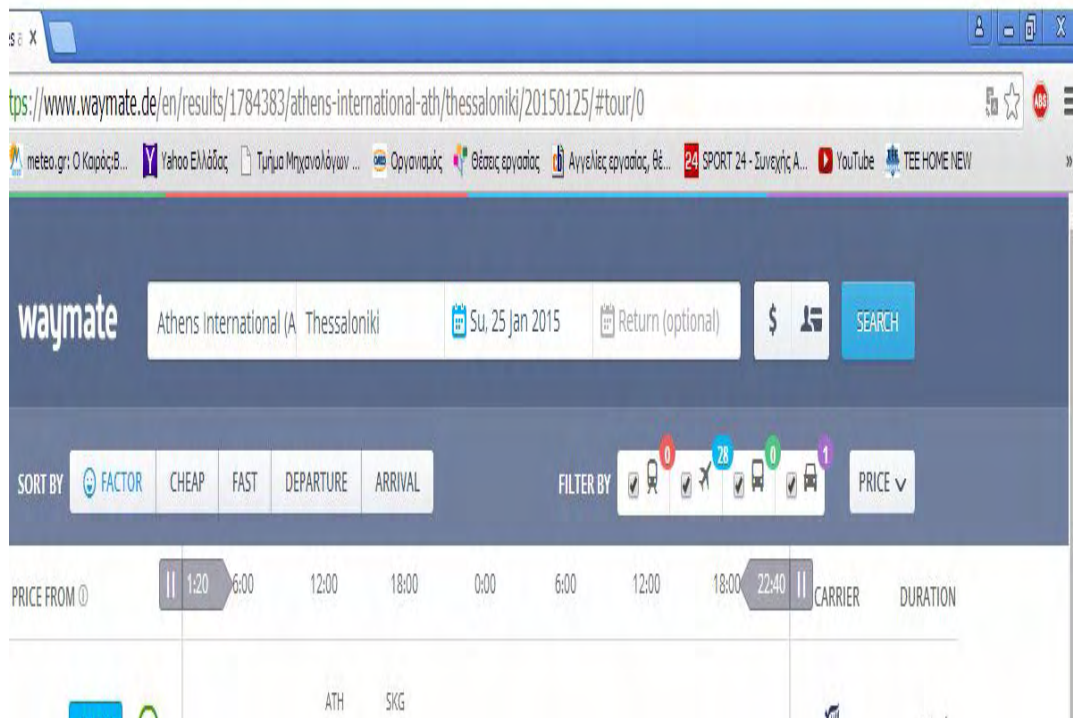 es a x
tps://www.waymate.de/en/results/1784383/athens-international-ath/thessaloniki/20150125/#tour/0 ABS
meteo.gr: Ο Καιρός;Β... Yahoo Ελλάδας Τμήμα Μηχανολόγων ... ΟΑΕΔ Οργανισμός Θέσεις εργασίας Αγγελίες εργασίας, θέ... 24 SPORT 24 - Συνεχής Α... YouTube TEE HOME NEW »
waymate Athens International (A Thessaloniki Su, 25 Jan 2015 Return (optional) $ SEARCH
SORT BY FACTOR CHEAP FAST DEPARTURE ARRIVAL FILTER BY 0 28 0 1 PRICE
PRICE FROM 1:20 6:00 12:00 18:00 0:00 6:00 12:00 18:00 22:40 CARRIER DURATION
ATH SKG